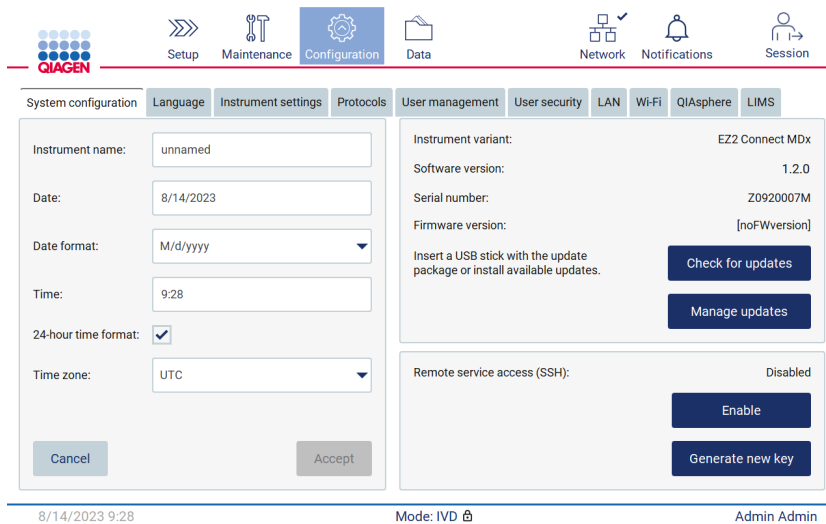 QIAGEN
Setup
Maintenance
Configuration
Data
Network
Notifications
Session
System configuration
Language
Instrument settings
Protocols
User management
User security
LAN
Wi-Fi
QIAsphere
LIMS
Instrument name:
unnamed
Date:
8/14/2023
Date format:
M/d/yyyy
Time:
9:28
24-hour time format:
Time zone:
UTC
Cancel
Accept
Instrument variant:
EZ2 Connect MDx
Software version:
1.2.0
Serial number:
Z0920007M
Firmware version:
[noFWversion]
Insert a USB stick with the update
package or install available updates.
Check for updates
Manage updates
Remote service access (SSH):
Disabled
Enable
Generate new key
8/14/2023 9:28
Mode: IVD
Admin Admin